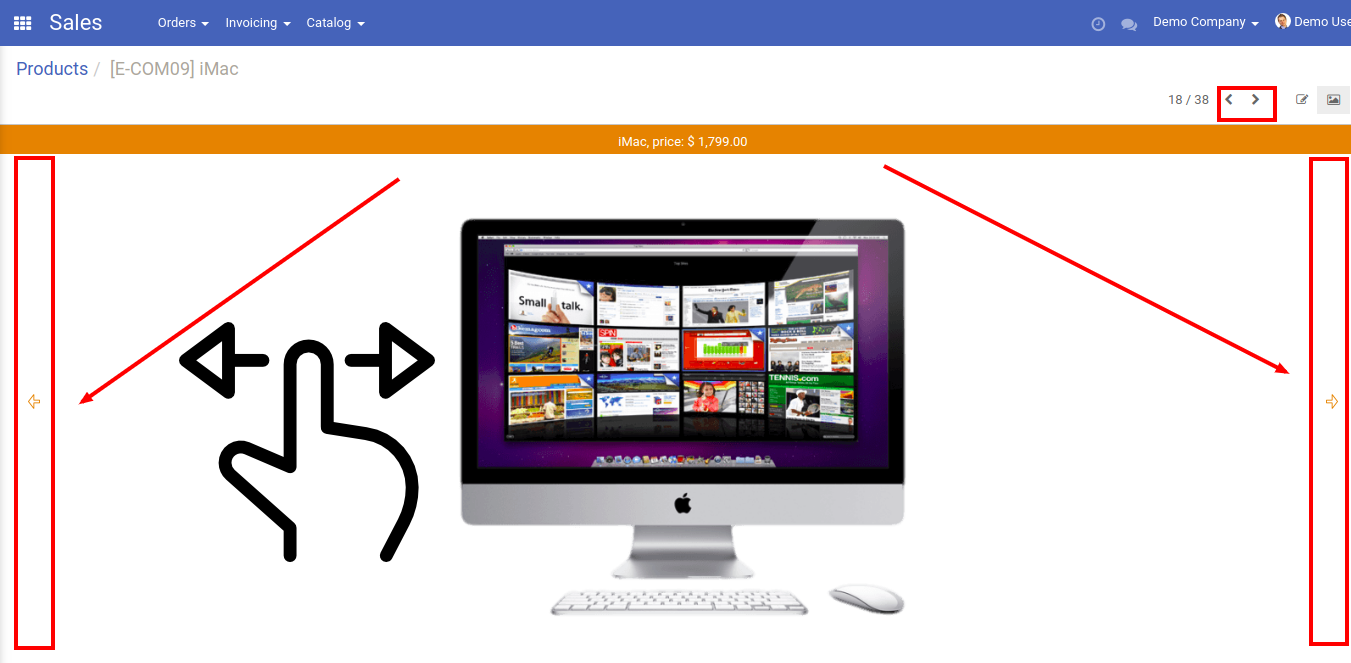 Sales
Orders
Invoicing
Catalog
Demo Company
Demo Use
Products / [E-COM09] iMac
18 / 38
iMac, price: $ 1,799.00
Small talk.
SPIN
TENNIS.com